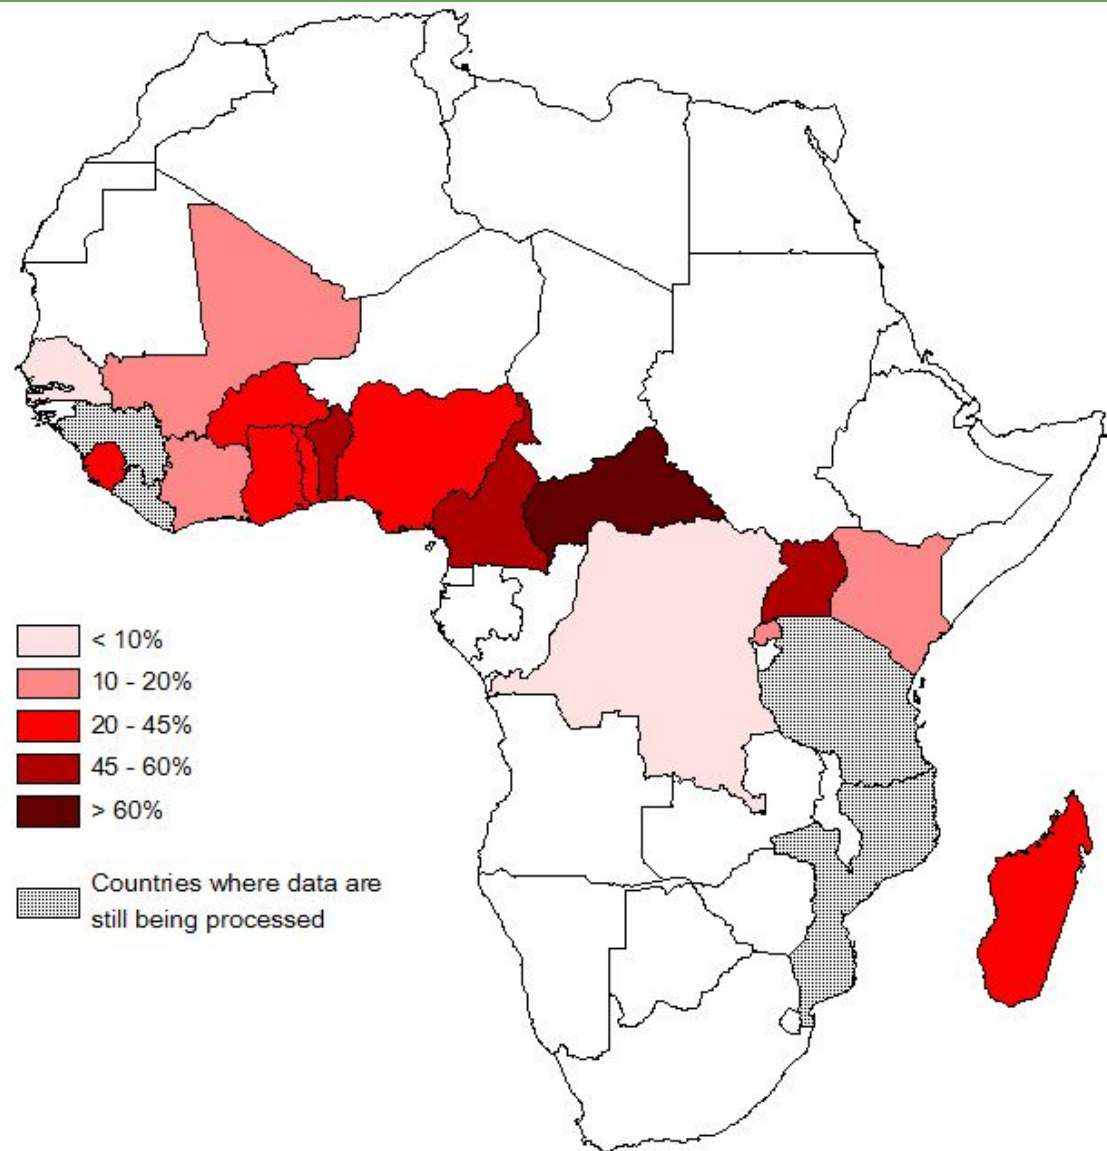 < 10%
10 - 20%
20 - 45%
45 - 60%
> 60%
Countries where data are
still being processed